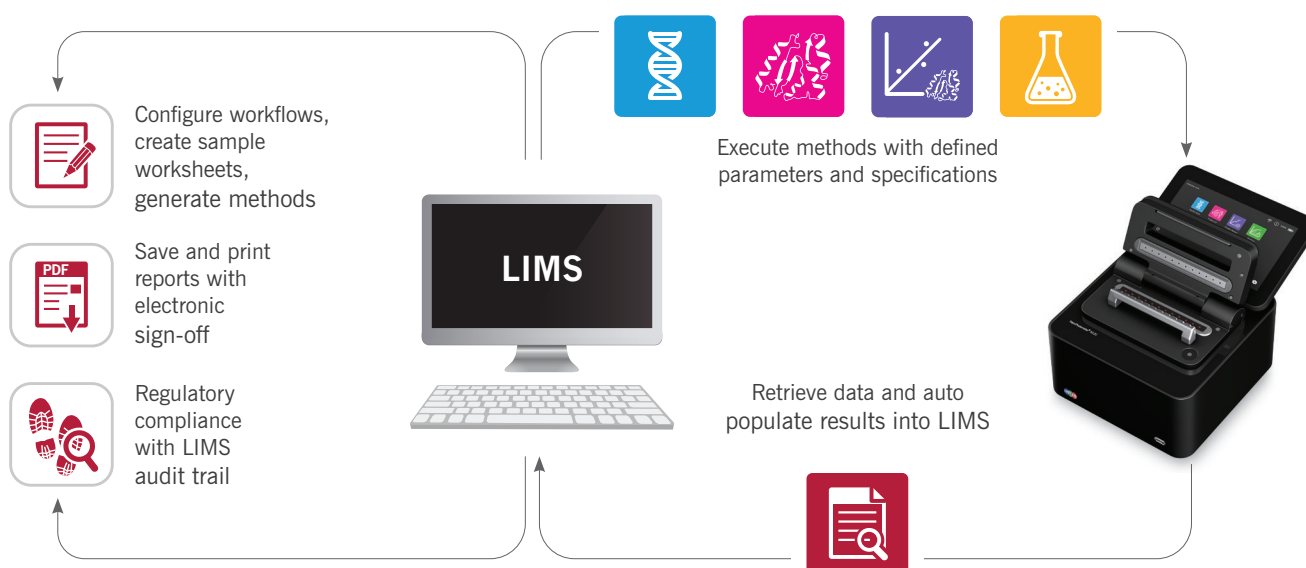 Configure workflows,
create sample
worksheets,
generate methods
PDF
Save and print
reports with
electronic
sign-off
Regulatory
compliance
with LIMS
audit trail
LIMS
Execute methods with defined
parameters and specifications
Retrieve data and auto
populate results into LIMS